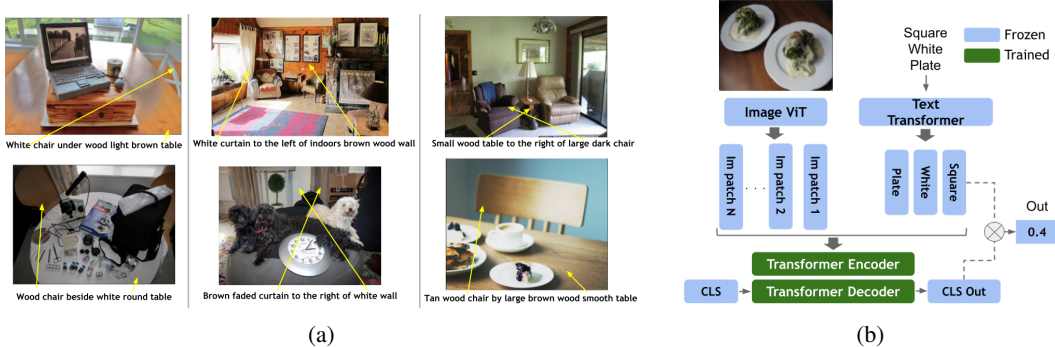 White chair under wood light brown table
White curtain to the left of indoors brown wood wall
Small wood table to the right of large dark chair
Wood chair beside white round table
Brown faded curtain to the right of white wall
Tan wood chair by large brown wood smooth table
(a)
Square
White
Plate
Frozen
Trained
Image ViT
Text
Transformer
Im patch N
. . . .
Im patch 2
Im patch 1
Plate
White
Square
Out
0.4
Transformer Encoder
CLS
Transformer Decoder
CLS Out
(b)